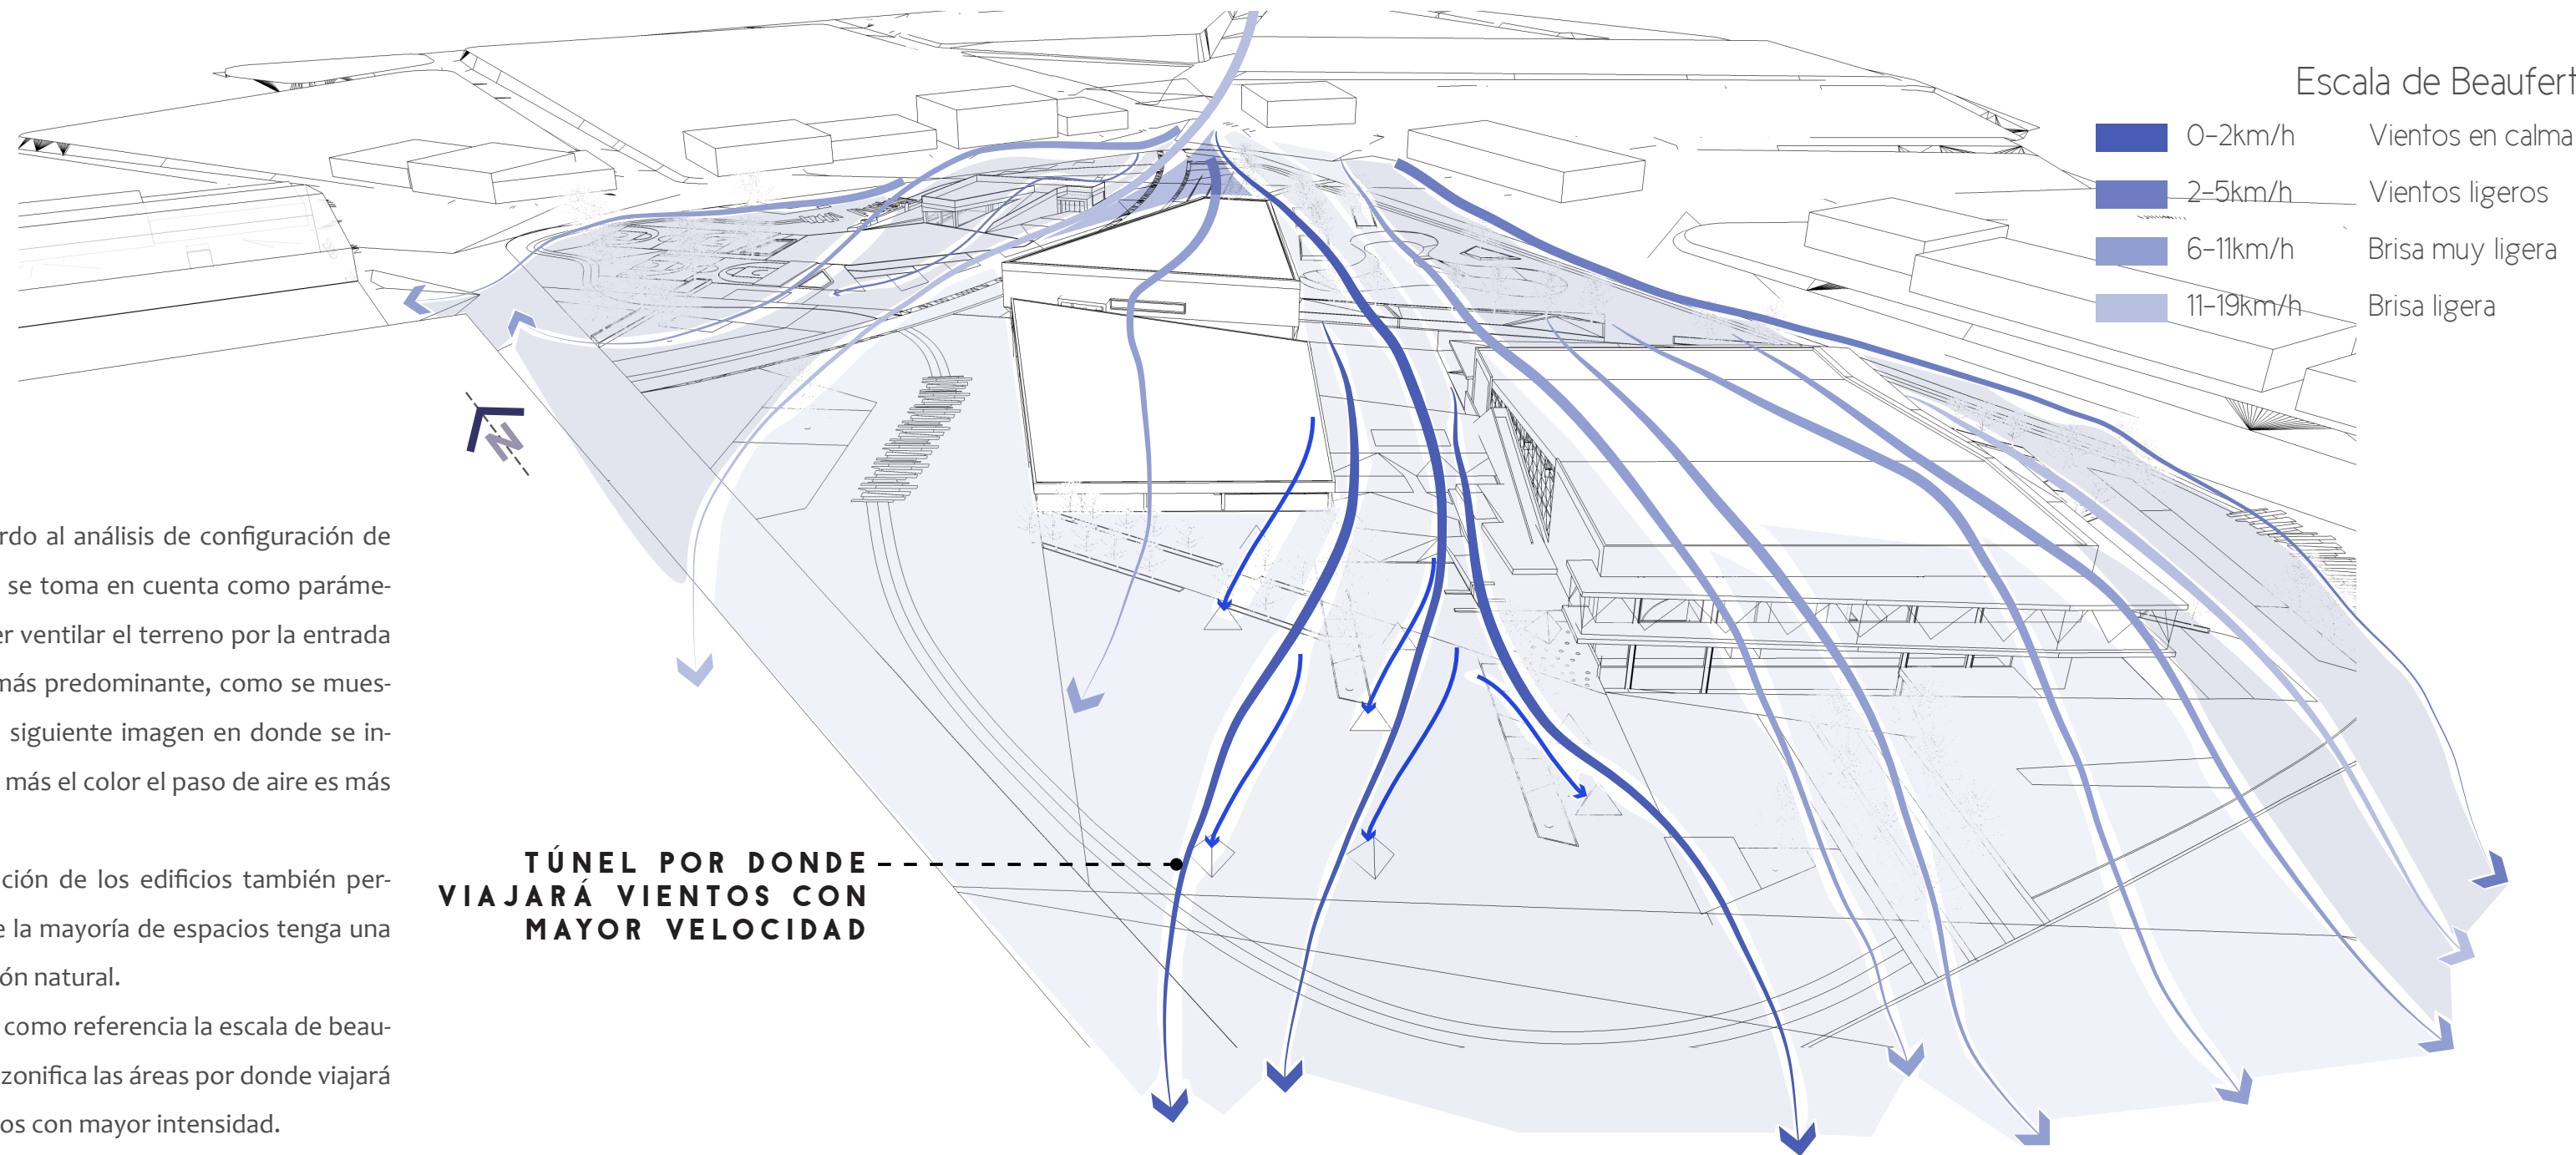 Escala de Beaufert
0-2km/h Vientos en calma
2-5km/h Vientos ligeros
6-11km/h Brisa muy ligera
11-19km/h Brisa ligera
N
rdo al análisis de configuración de
se toma en cuenta como paráme-
er ventilar el terreno por la entrada
más predominante, como se mues-
siguiente imagen en donde se in-
más el color el paso de aire es más
ción de los edificios también per-
e la mayoría de espacios tenga una
ón natural.
como referencia la escala de beau-
zonifica las áreas por donde viajará
os con mayor intensidad.
TÚNEL POR DONDE
VIAJARÁ VIENTOS CON
MAYOR VELOCIDAD